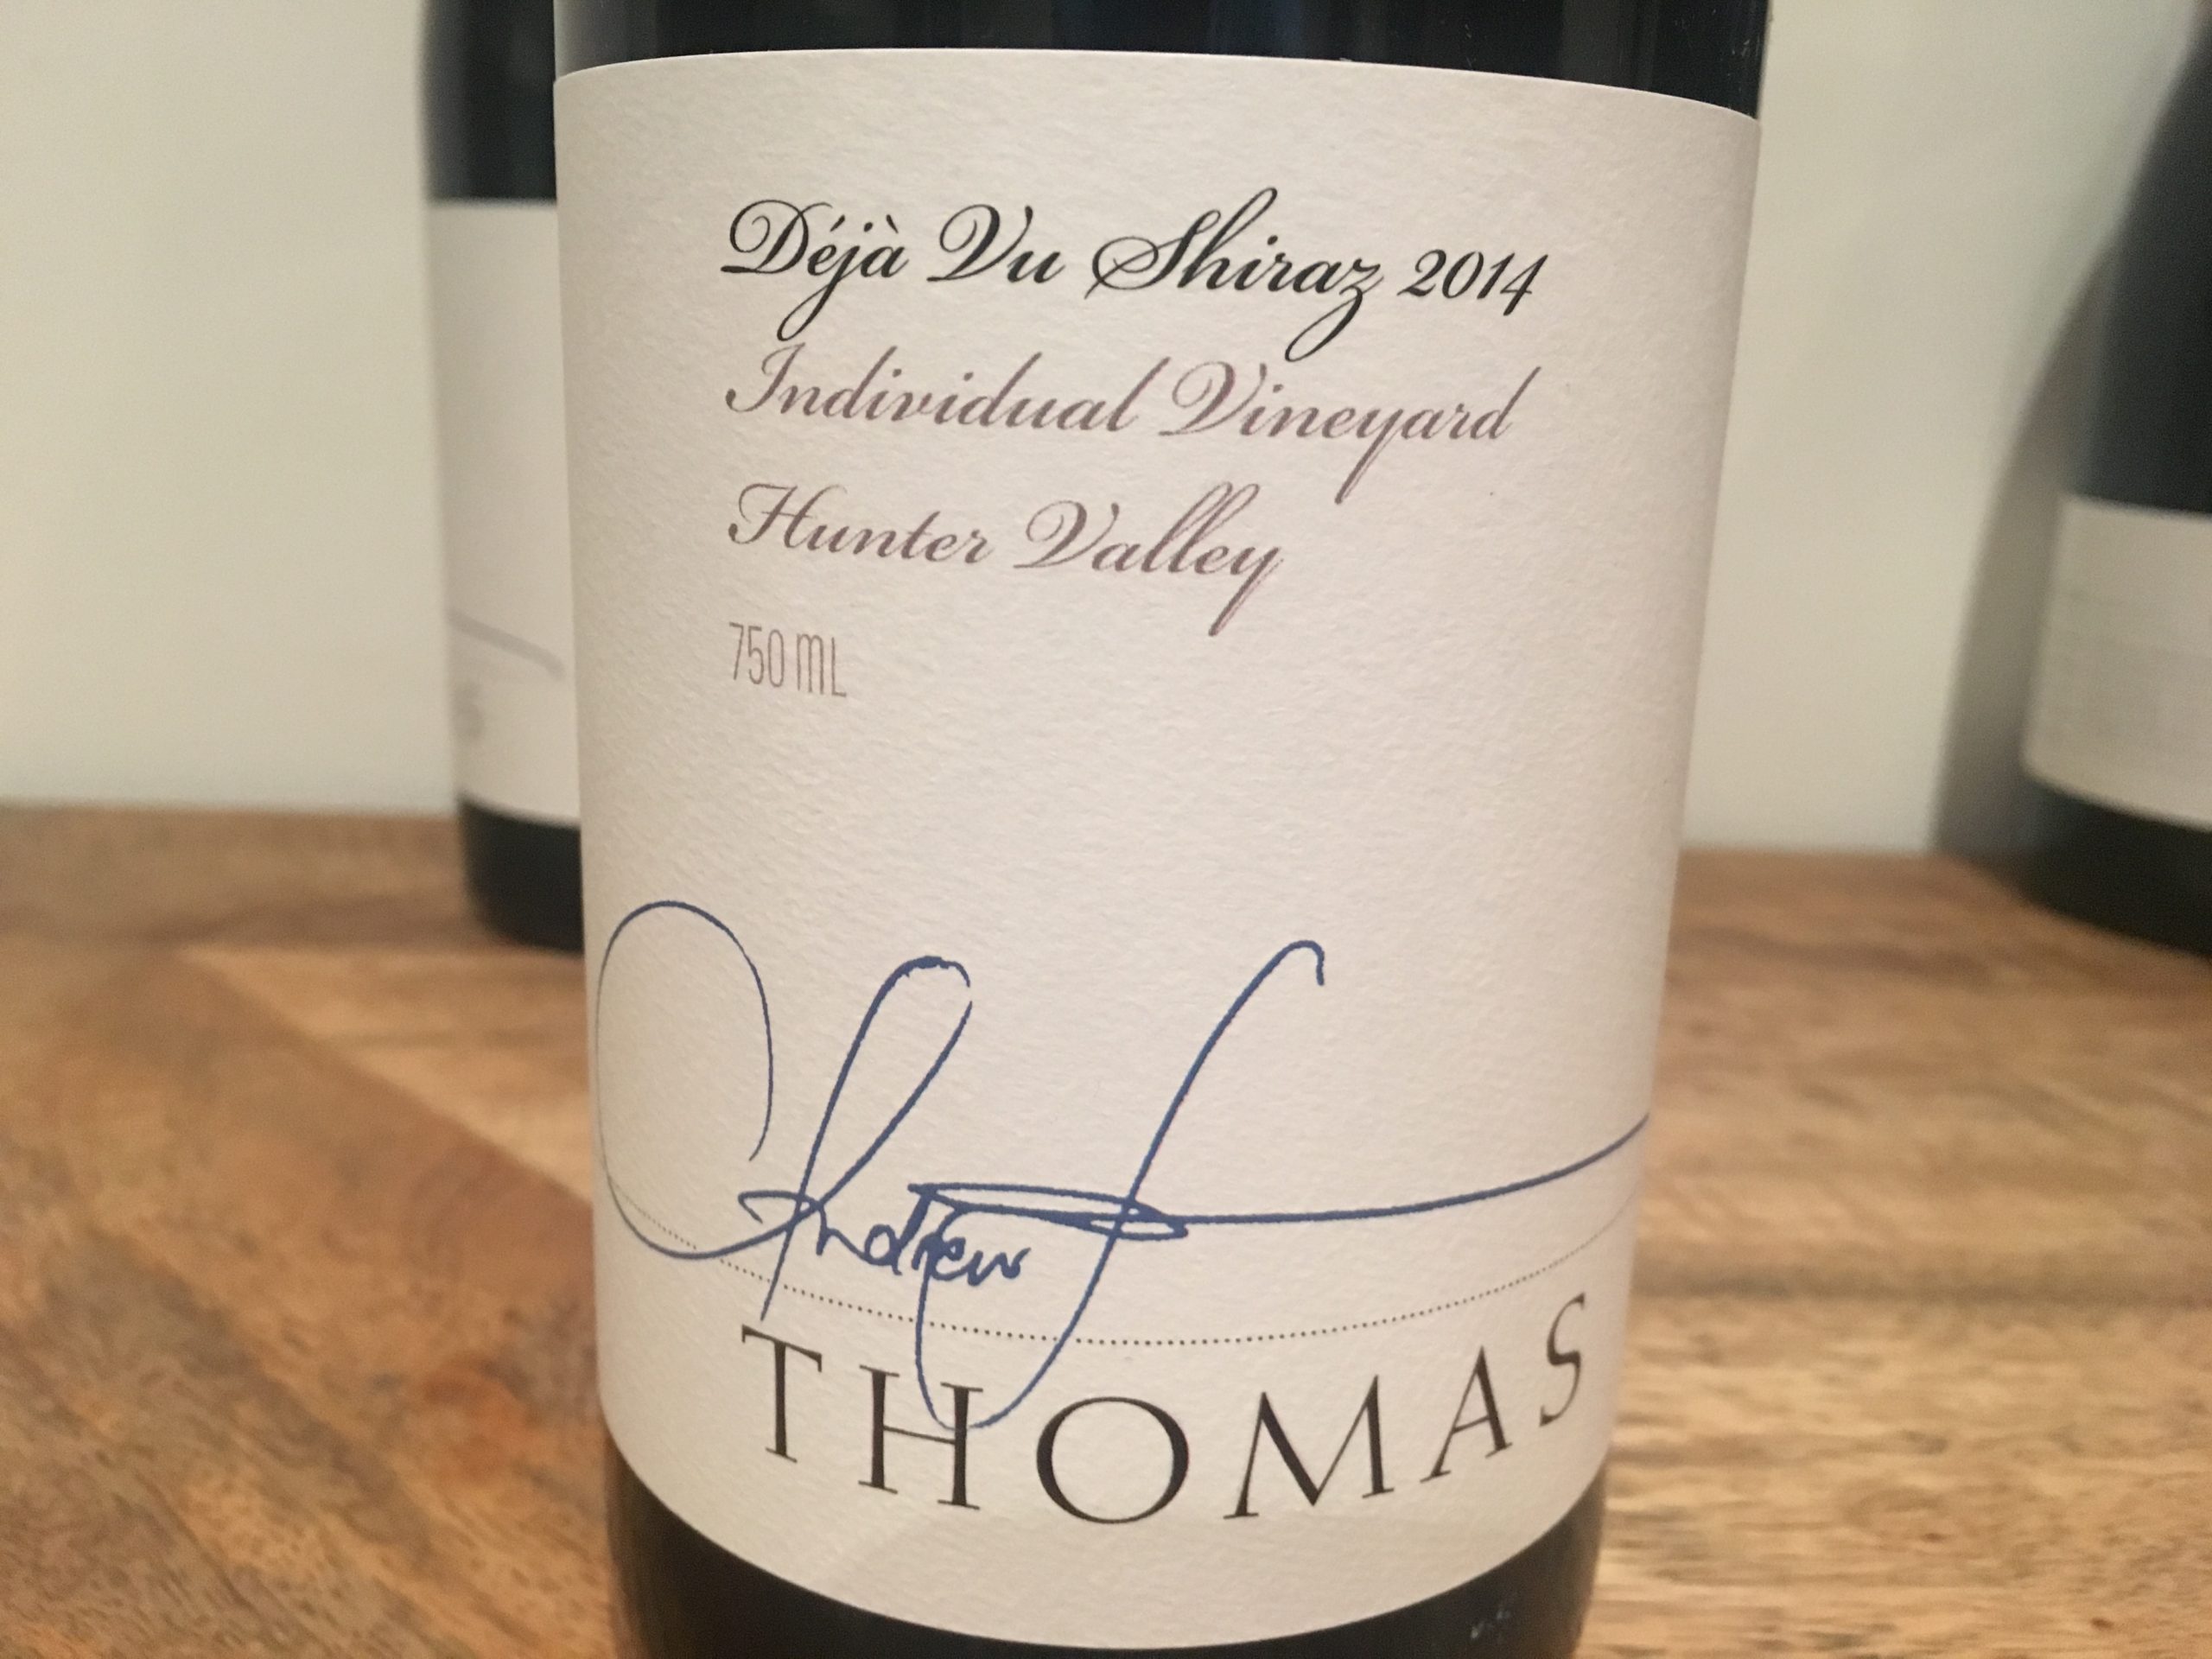 Déjà Vu Shiraz 2014
Individual Vineyard
Hunter Valley
750 mL
Andrew
THOMAS